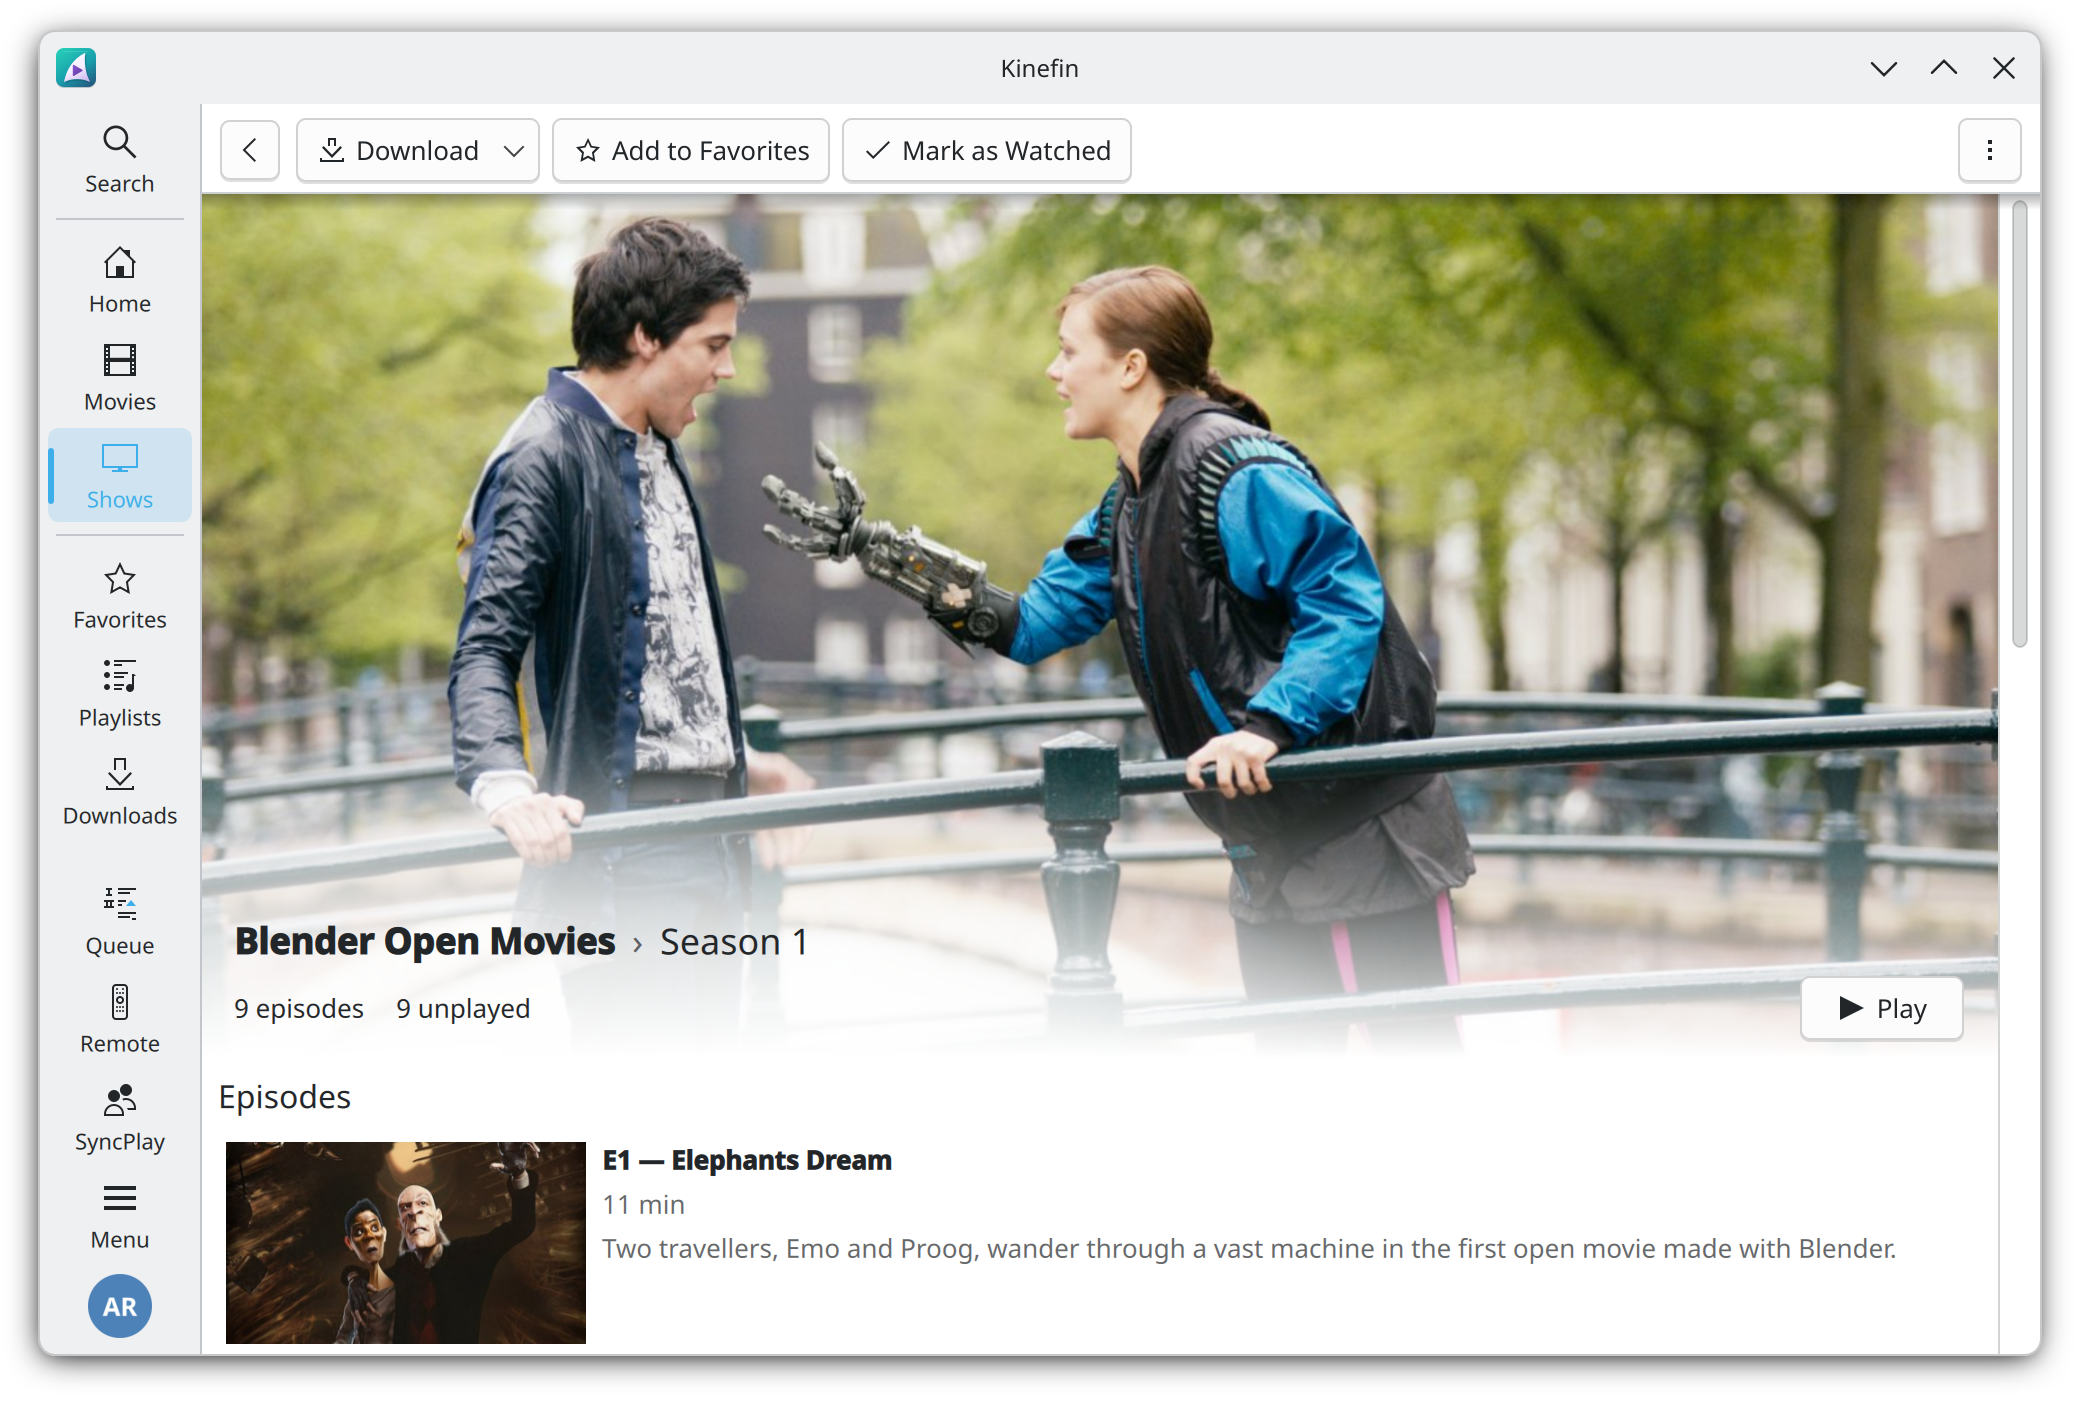 Kinefin
Search
Home
Movies
Shows
Favorites
Playlists
Downloads
Queue
Remote
SyncPlay
Menu
AR
Download
Add to Favorites
Mark as Watched
Blender Open Movies › Season 1
9 episodes 9 unplayed
Play
Episodes
E1 — Elephants Dream
11 min
Two travellers, Emo and Proog, wander through a vast machine in the first open movie made with Blender.